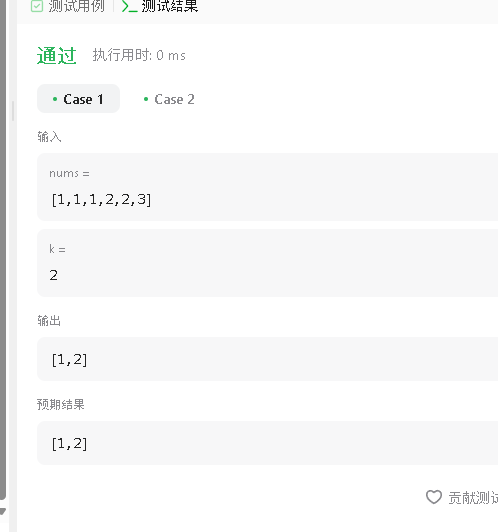 测试用例 测试结果
通过 执行用时: 0 ms
Case 1 Case 2
输入
nums =
[1,1,1,2,2,3]
k =
2
输出
[1,2]
预期结果
[1,2]
贡献测试